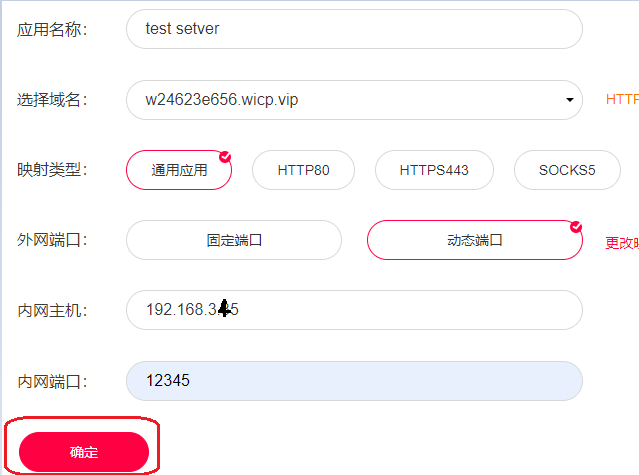 应用名称： test setver
选择域名： w24623e656.wicp.vip HTTP
映射类型： 通用应用 HTTP80 HTTPS443 SOCKS5
外网端口： 固定端口 动态端口 更改
内网主机：
内网端口： 12345
确定